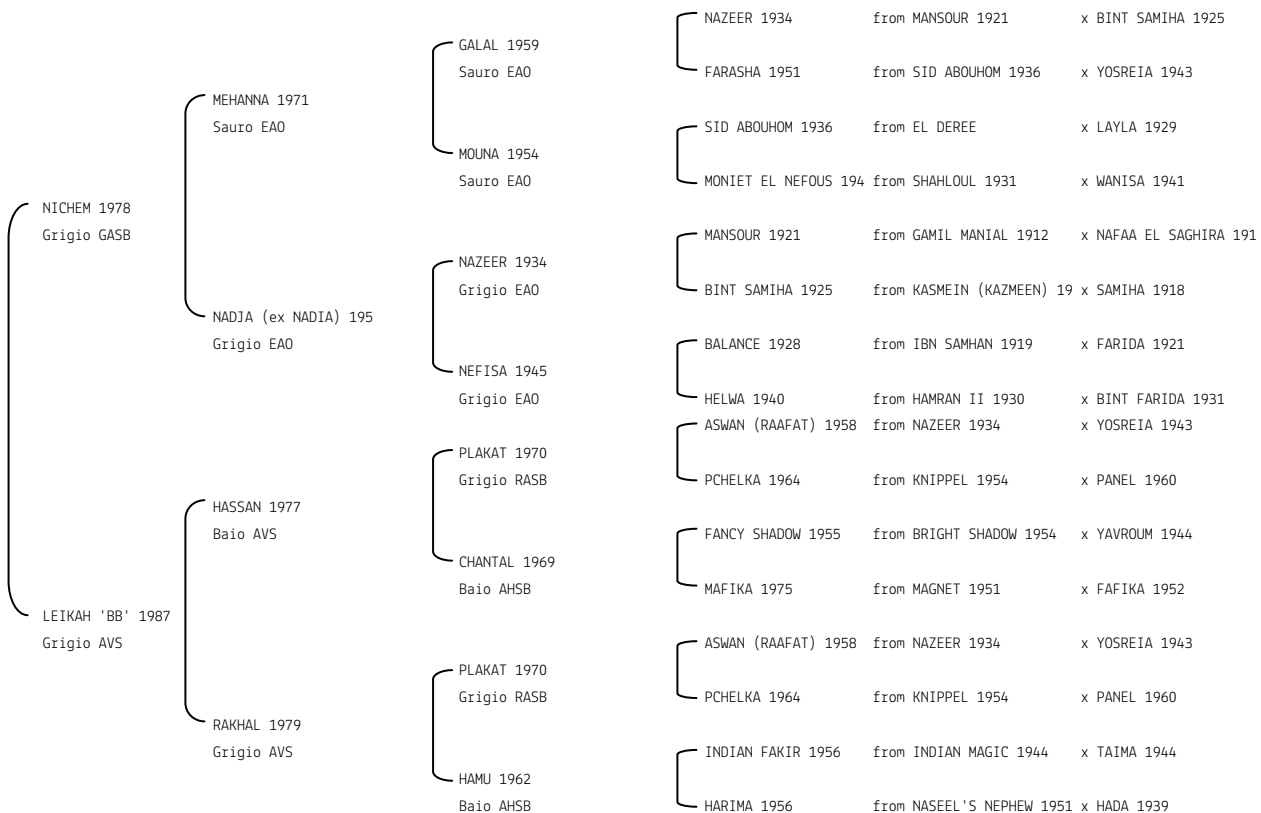 NAZEER 1934 from MANSOUR 1921 x BINT SAMIHA 1925
GALAL 1959
Sauro EAO
FARASHA 1951 from SID ABOUHOM 1936 x YOSREIA 1943
MEHANNA 1971
Sauro EAO
SID ABOUHOM 1936 from EL DEREE x LAYLA 1929
MOUNA 1954
Sauro EAO
MONIET EL NEFOUS 194 from SHAHLOUL 1931 x WANISA 1941
NICHEM 1978
Grigio GASB
MANSOUR 1921 from GAMIL MANIAL 1912 x NAFAA EL SAGHIRA 191
NAZEER 1934
Grigio EAO
BINT SAMIHA 1925 from KASMEIN (KAZMEEN) 19 x SAMIHA 1918
NADJA (ex NADIA) 195
Grigio EAO
BALANCE 1928 from IBN SAMHAN 1919 x FARIDA 1921
NEFISA 1945
Grigio EAO
HELWA 1940 from HAMRAN II 1930 x BINT FARIDA 1931
ASWAN (RAAFAT) 1958 from NAZEER 1934 x YOSREIA 1943
PLAKAT 1970
Grigio RASB
PCHELKA 1964 from KNIPPEL 1954 x PANEL 1960
HASSAN 1977
Baio AVS
FANCY SHADOW 1955 from BRIGHT SHADOW 1954 x YAVROUM 1944
CHANTAL 1969
Baio AHSB
MAFIKA 1975 from MAGNET 1951 x FAFIKA 1952
LEIKAH 'BB' 1987
Grigio AVS
ASWAN (RAAFAT) 1958 from NAZEER 1934 x YOSREIA 1943
PLAKAT 1970
Grigio RASB
PCHELKA 1964 from KNIPPEL 1954 x PANEL 1960
RAKHAL 1979
Grigio AVS
INDIAN FAKIR 1956 from INDIAN MAGIC 1944 x TAIMA 1944
HAMU 1962
Baio AHSB
HARIMA 1956 from NASEEL'S NEPHEW 1951 x HADA 1939